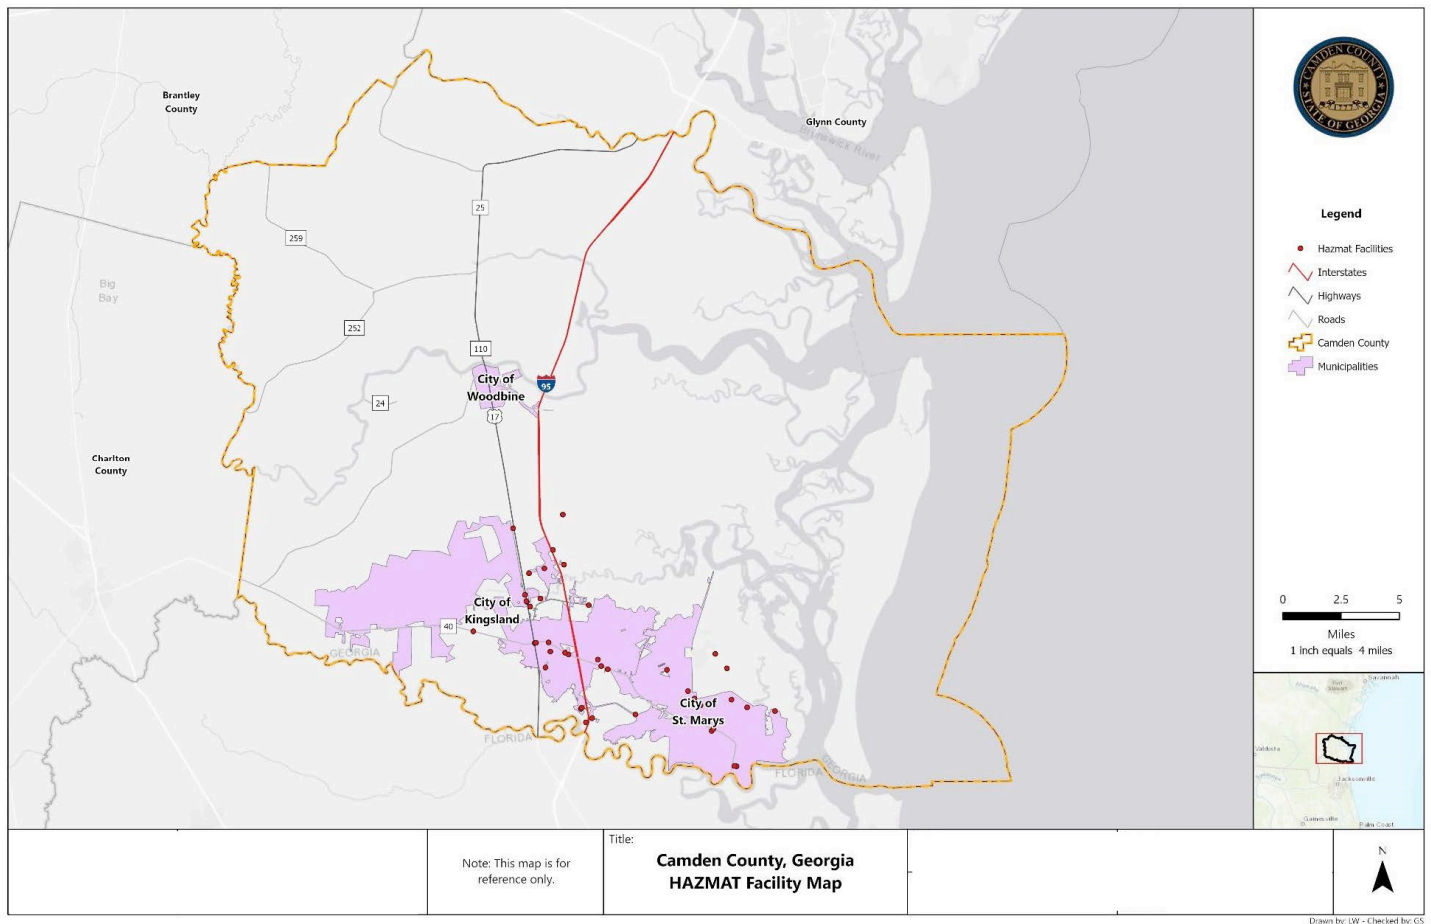 Brantley
County
Glynn County
Brunswick River
25
259
Big
Bay
252
110
City of
Woodbine
95
24
17
Charlton
County
City of
Kingsland
40
GEORGIA
City of
St. Marys
FLORIDA
FLORIDA
GEORGIA
CAMDEN COUNTY
STATE OF GEORGIA
Legend
Hazmat Facilities
Interstates
Highways
Roads
Camden County
Municipalities
0 2.5 5
Miles
1 inch equals 4 miles
Savannah
Fort
Stewart
Valdosta
Jacksonville
Gainesville
Palm Coast
Note: This map is for
reference only.
Title:
Camden County, Georgia
HAZMAT Facility Map
N
Drawn by: LW - Checked by: GS